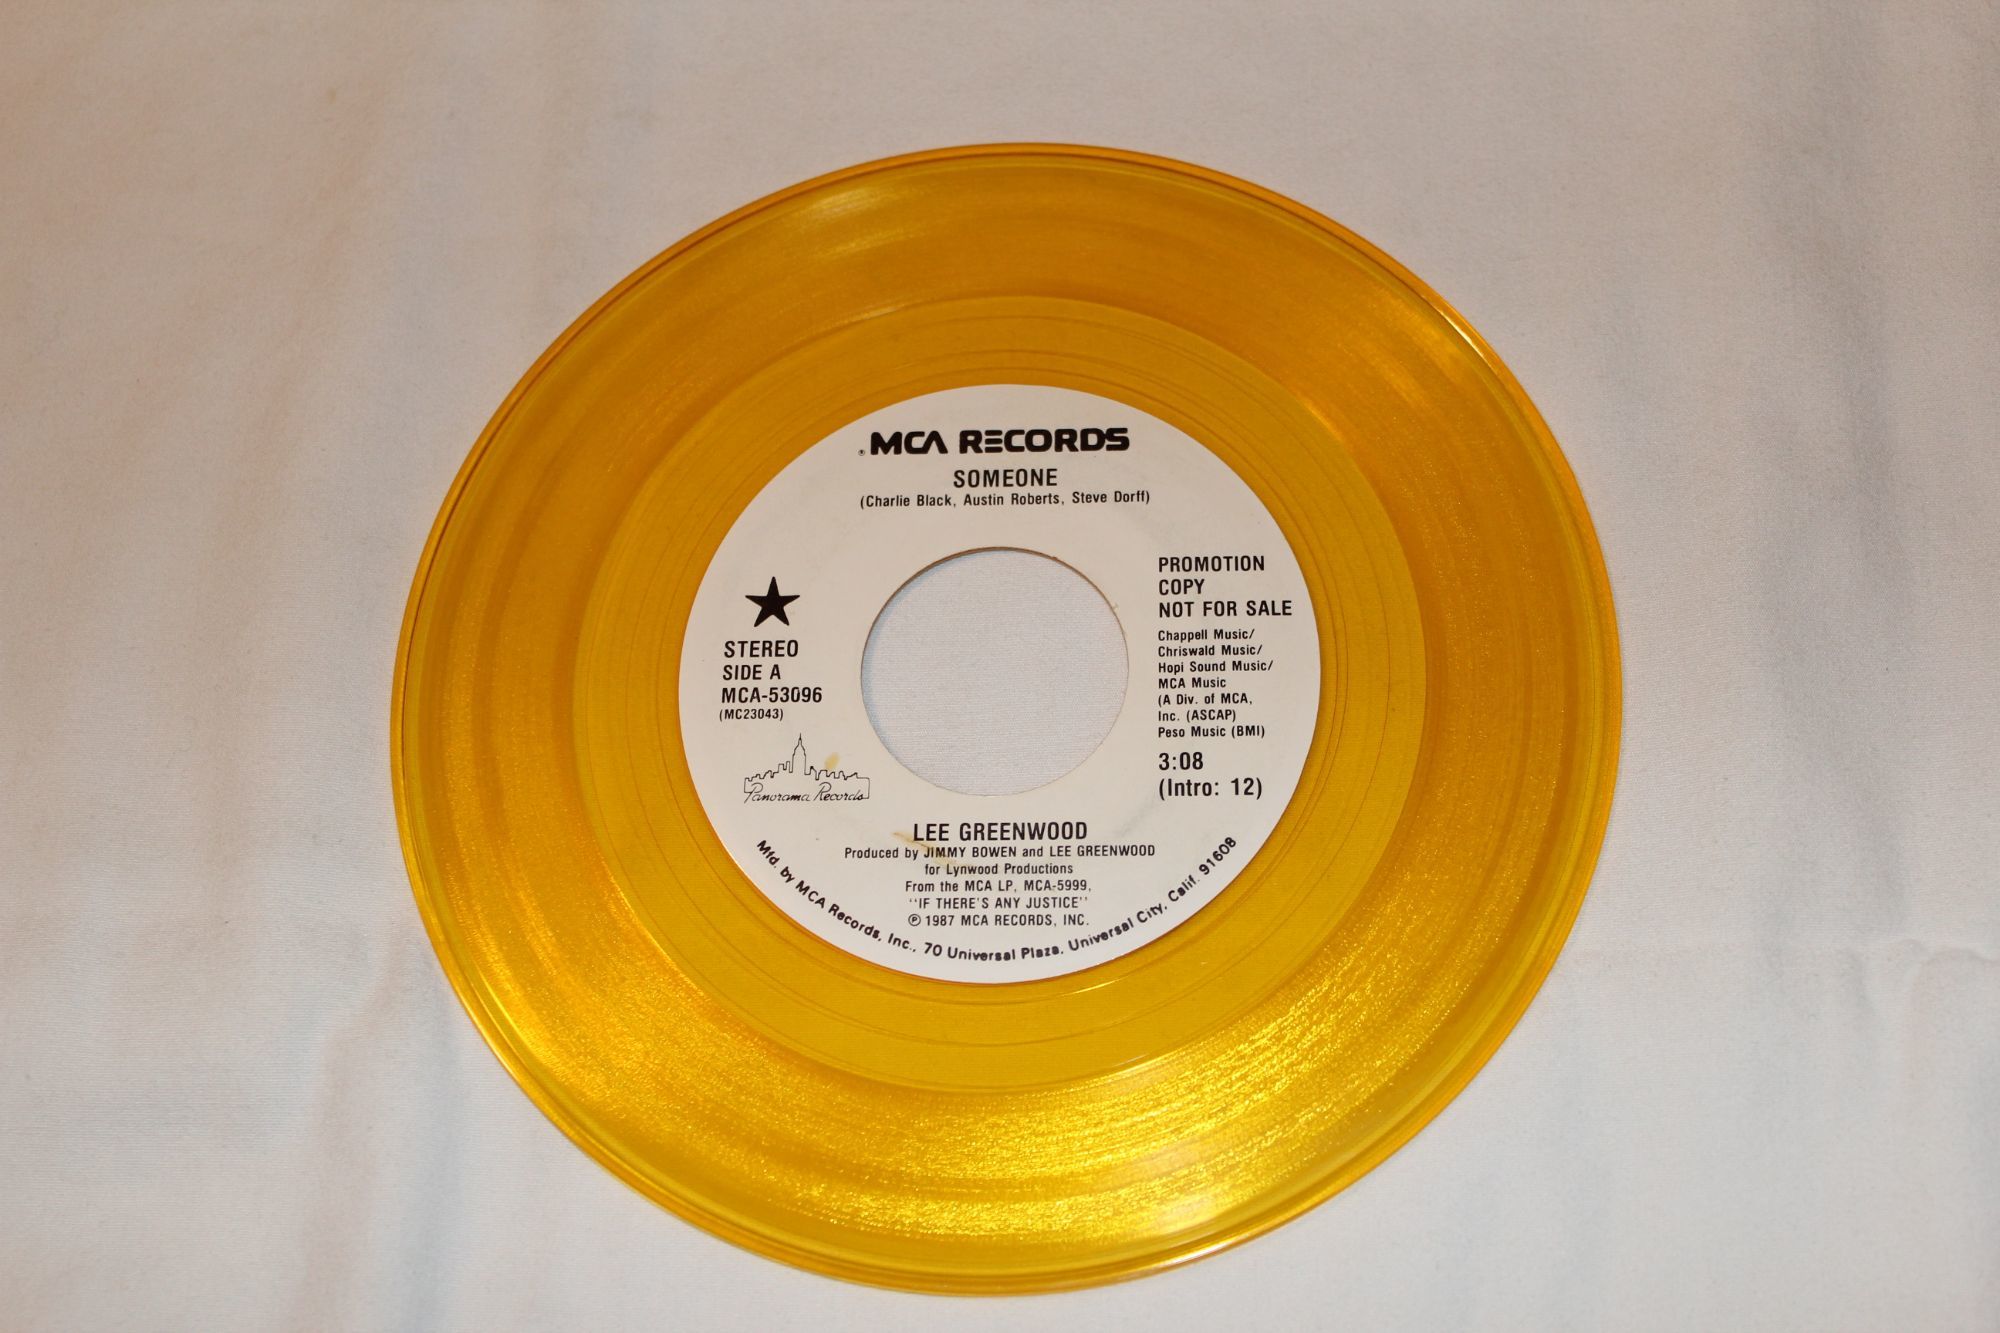 ® MCA RECORDS
SOMEONE
(Charlie Black, Austin Roberts, Steve Dorff)
STEREO
SIDE A
MCA-53096
(MC23043)
Panorama Records
PROMOTION
COPY
NOT FOR SALE
Chappell Music/
Chriswald Music/
Hopi Sound Music/
MCA Music
(A Div. of MCA,
Inc. (ASCAP)
Peso Music (BMI)
3:08
(Intro: 12)
LEE GREENWOOD
Produced by JIMMY BOWEN and LEE GREENWOOD
for Lynwood Productions
From the MCA LP, MCA-5999,
"IF THERE'S ANY JUSTICE"
℗ 1987 MCA RECORDS, INC.
Mfd. by MCA Records, Inc., 70 Universal Plaza, Universal City, Calif. 91608